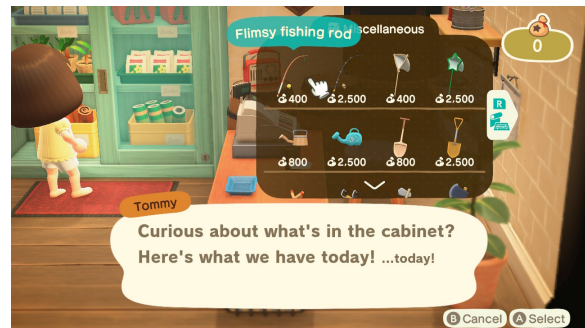 Flimsy fishing rod
Miscellaneous
0
400 2.500 400 2.500
R
800 2.500 800 2.500
Tommy
Curious about what's in the cabinet?
Here's what we have today! ...today!
B Cancel A Select